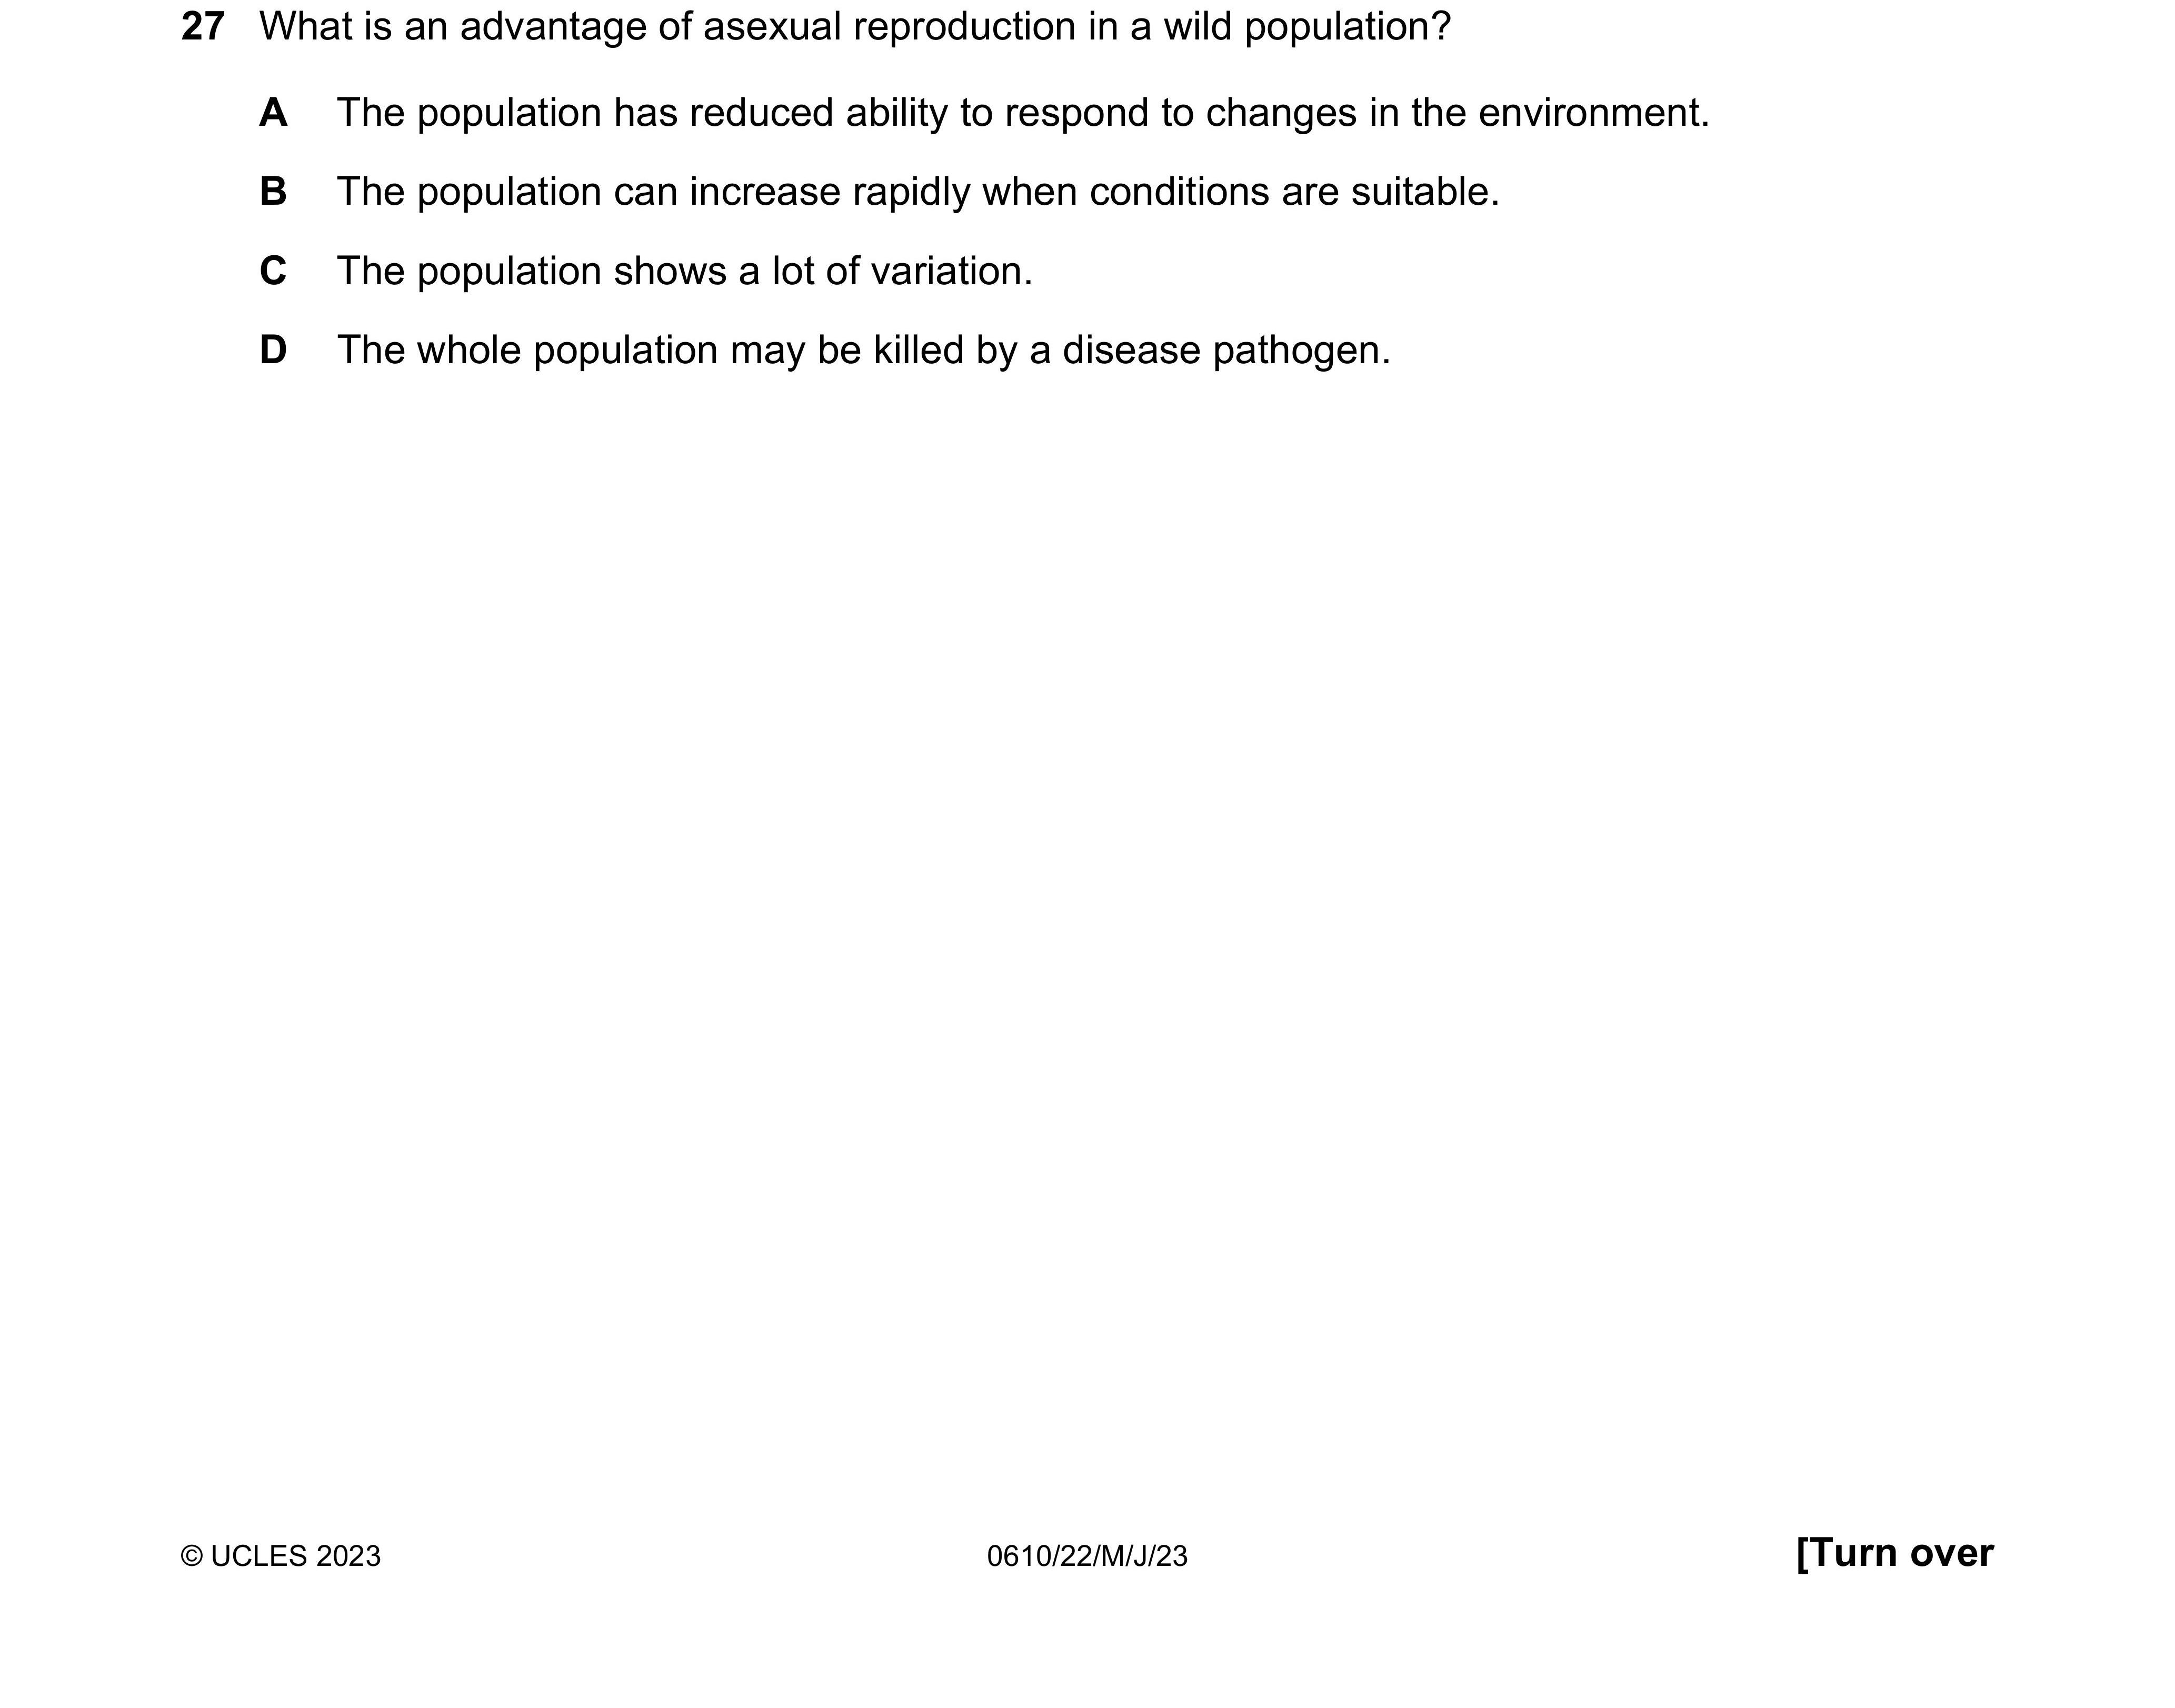 27 What is an advantage of asexual reproduction in a wild population?
A The population has reduced ability to respond to changes in the environment.
B The population can increase rapidly when conditions are suitable.
C The population shows a lot of variation.
D The whole population may be killed by a disease pathogen.
© UCLES 2023 0610/22/M/J/23 [Turn over